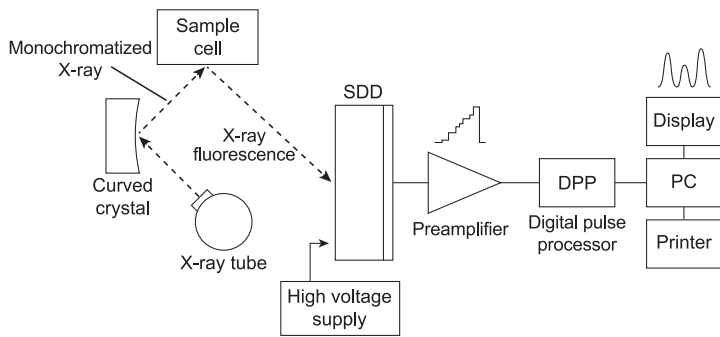 Monochromatized
X-ray
Sample
cell
Curved
crystal
X-ray tube
X-ray
fluorescence
SDD
High voltage
supply
Preamplifier
DPP
Digital pulse
processor
Display
PC
Printer